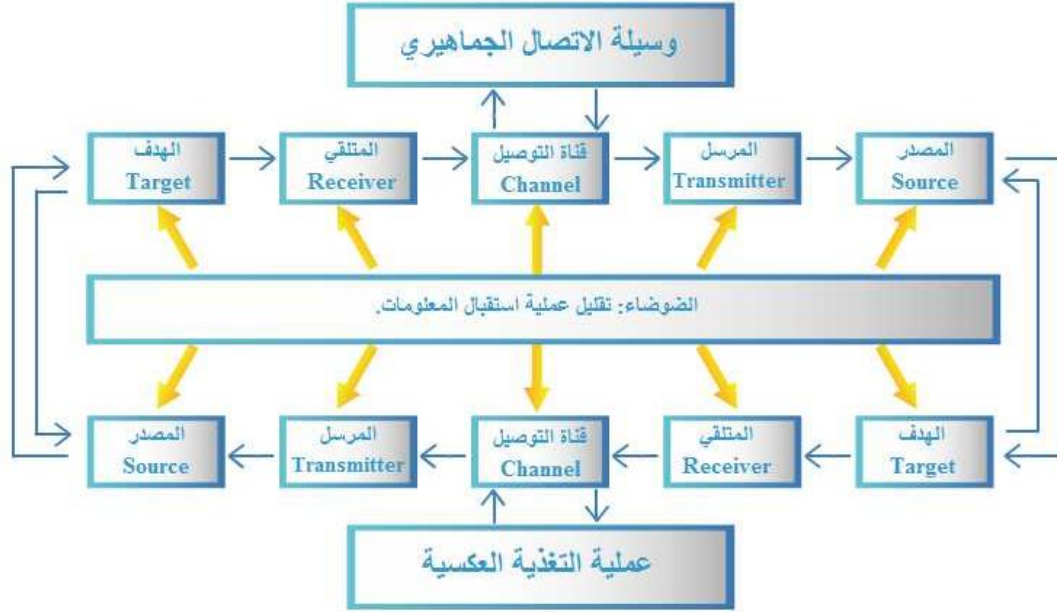 وسيلة الاتصال الجماهيري
المصدر
Source
المرسل
Transmitter
قناة التوصيل
Channel
المتلقي
Receiver
الهدف
Target
الضوضاء: تقليل عملية استقبال المعلومات.
الهدف
Target
المتلقي
Receiver
قناة التوصيل
Channel
المرسل
Transmitter
المصدر
Source
عملية التغذية العكسية